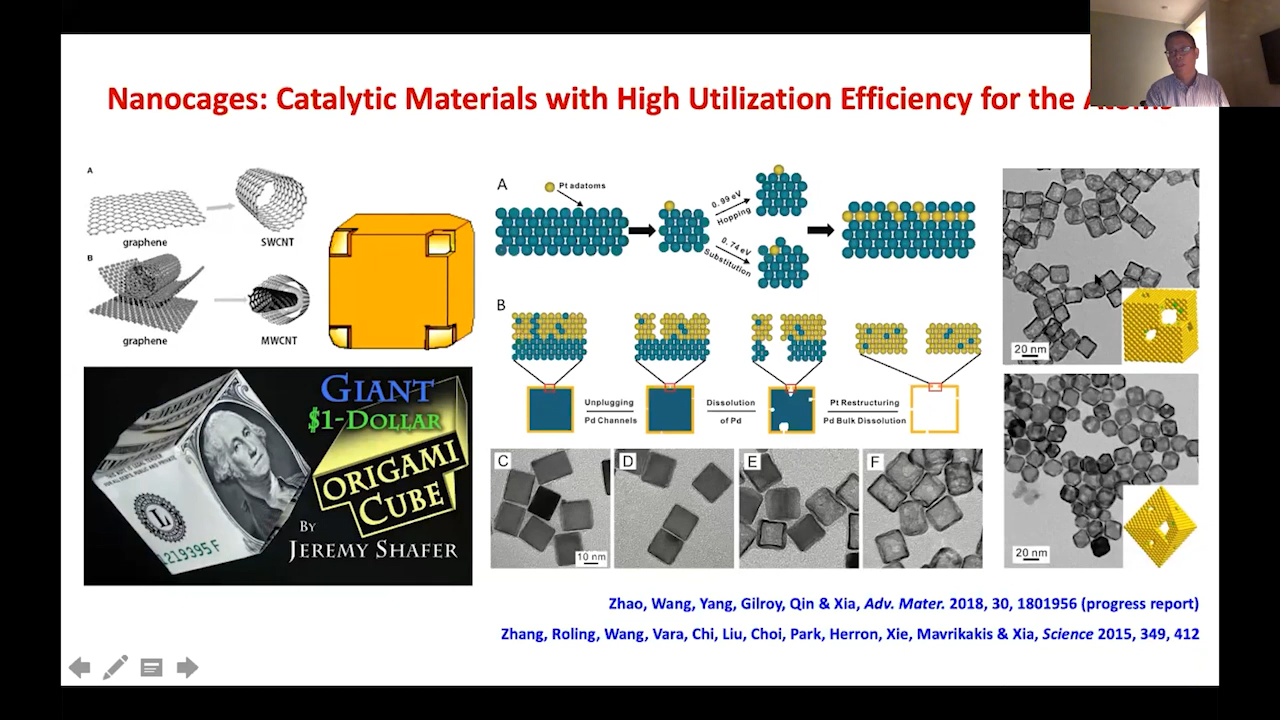 Nanocages: Catalytic Materials with High Utilization Efficiency for the
A
graphene
SWCNT
B
graphene
MWCNT
GIANT
$1-DOLLAR
ORIGAMI
CUBE
BY
JEREMY SHAFER
L
219395F
A
Pt adatoms
0.99 eV
Hopping
0.74 eV
Substitution
B
Unplugging
Pd Channels
Dissolution
of Pd
Pt Restructuring
Pd Bulk Dissolution
C
10 nm
D
E
F
20 nm
20 nm
Zhao, Wang, Yang, Gilroy, Qin & Xia, Adv. Mater. 2018, 30, 1801956 (progress report)
Zhang, Roling, Wang, Vara, Chi, Liu, Choi, Park, Herron, Xie, Mavrikakis & Xia, Science 2015, 349, 412